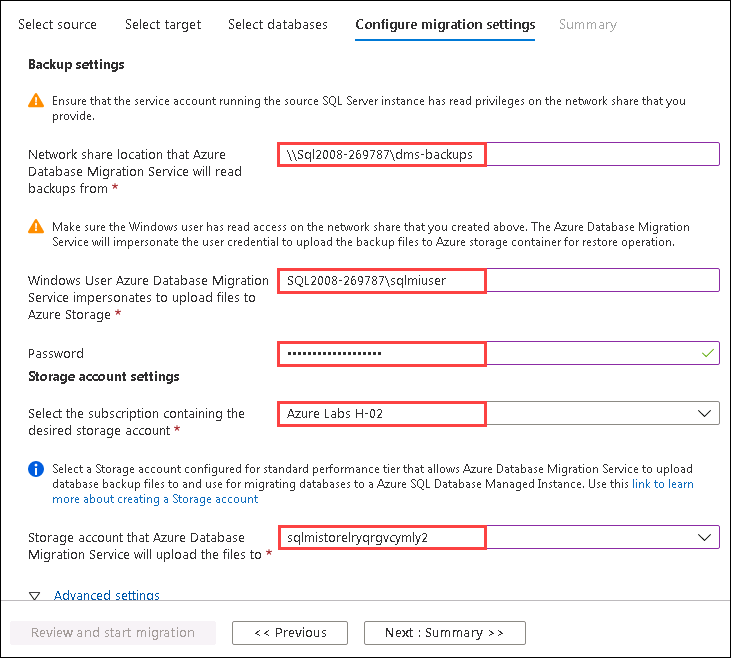 Select source Select target Select databases Configure migration settings Summary
Backup settings
Ensure that the service account running the source SQL Server instance has read privileges on the network share that you
provide.
Network share location that Azure
Database Migration Service will read
backups from *
\\Sql2008-269787\dms-backups
Make sure the Windows user has read access on the network share that you created above. The Azure Database Migration
Service will impersonate the user credential to upload the backup files to Azure storage container for restore operation.
Windows User Azure Database Migration
Service impersonates to upload files to
Azure Storage *
SQL2008-269787\sqlmiuser
Password
•••••••••••••••••••
Storage account settings
Select the subscription containing the
desired storage account *
Azure Labs H-02
Select a Storage account configured for standard performance tier that allows Azure Database Migration Service to upload
database backup files to and use for migrating databases to a Azure SQL Database Managed Instance. Use this link to learn
more about creating a Storage account
Storage account that Azure Database
Migration Service will upload the files to *
sqlmistorelryqrgvcymly2
Advanced settings
Review and start migration << Previous Next : Summary >>